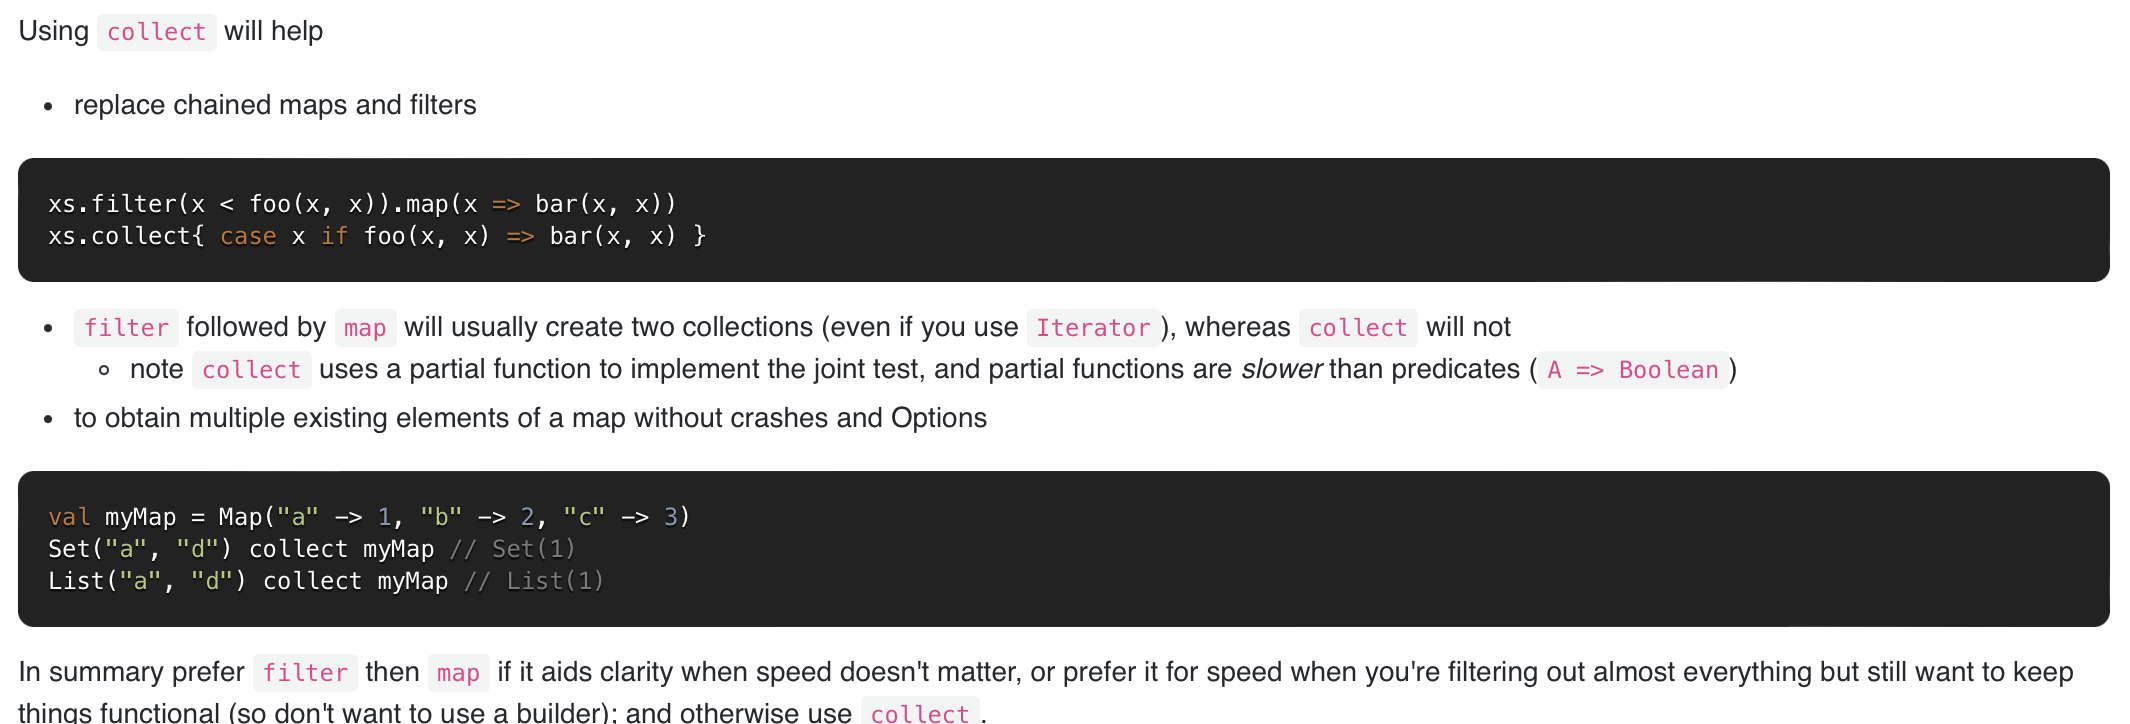 Using collect will help
• replace chained maps and filters
xs.filter(x < foo(x, x)).map(x => bar(x, x))
xs.collect{ case x if foo(x, x) => bar(x, x) }
• filter followed by map will usually create two collections (even if you use Iterator), whereas collect will not
◦ note collect uses a partial function to implement the joint test, and partial functions are slower than predicates (A => Boolean)
• to obtain multiple existing elements of a map without crashes and Options
val myMap = Map("a" -> 1, "b" -> 2, "c" -> 3)
Set("a", "d") collect myMap // Set(1)
List("a", "d") collect myMap // List(1)
In summary prefer filter then map if it aids clarity when speed doesn't matter, or prefer it for speed when you're filtering out almost everything but still want to keep
things functional (so don't want to use a builder); and otherwise use collect.